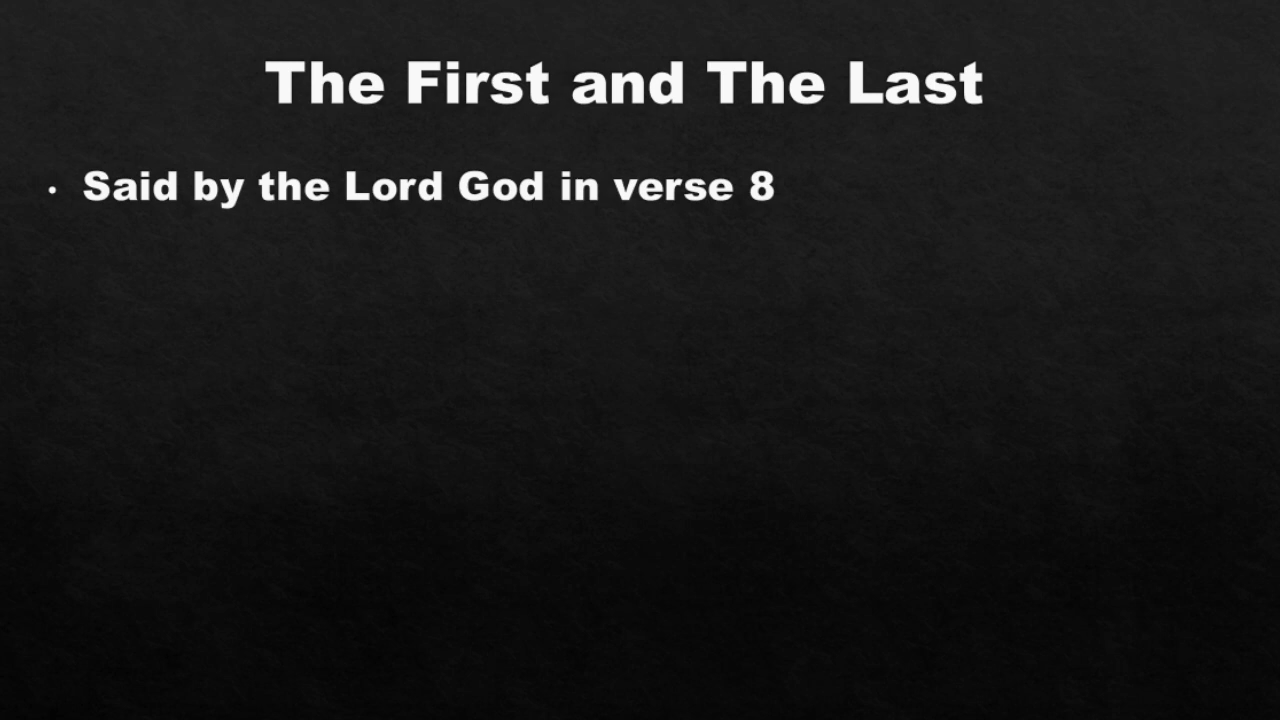 The First and The Last
• Said by the Lord God in verse 8